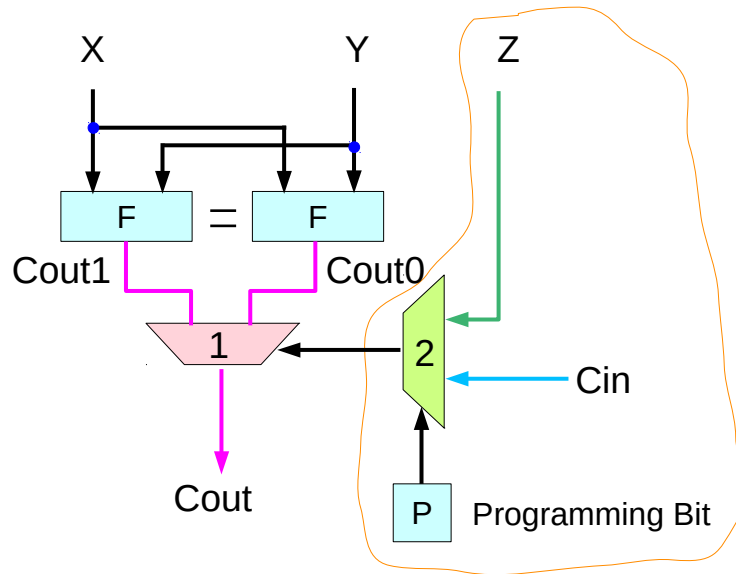 X Y Z
F = F
Cout1 Cout0
1 2
Cin
Cout
P Programming Bit